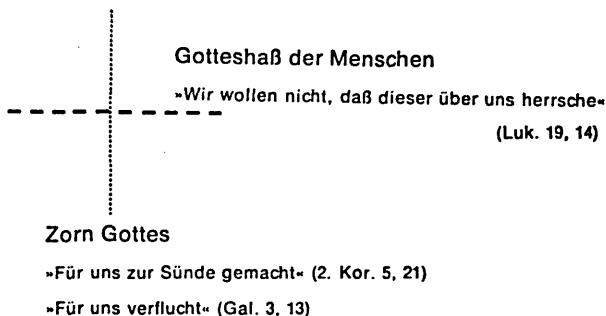 Gotteshaß der Menschen
»Wir wollen nicht, daß dieser über uns herrsche«
(Luk. 19, 14)
Zorn Gottes
»Für uns zur Sünde gemacht« (2. Kor. 5, 21)
»Für uns verflucht« (Gal. 3, 13)